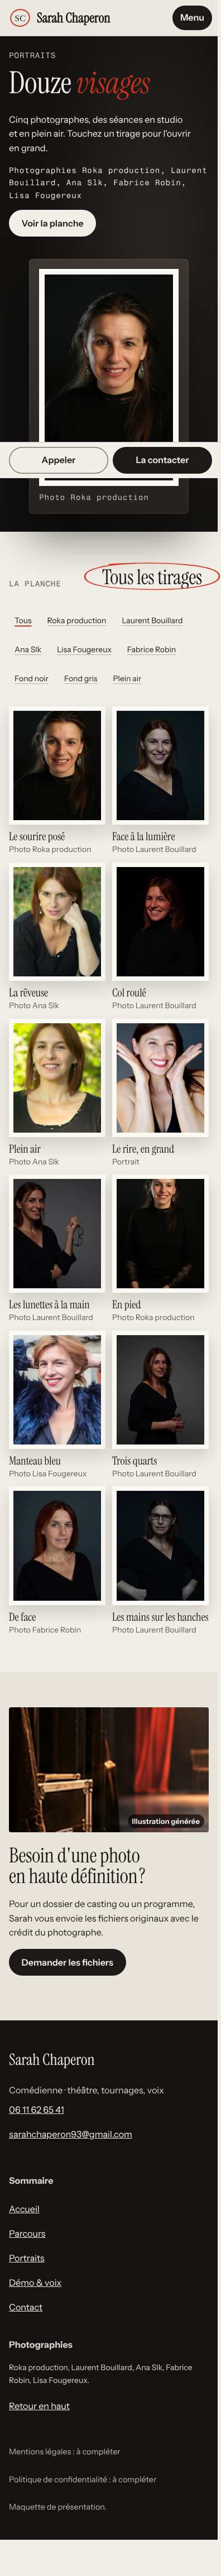 SC Sarah Chaperon Menu
PORTRAITS
Douze visages
Cinq photographes, des séances en studio
et en plein air. Touchez un tirage pour l'ouvrir
en grand.
Photographies Roka production, Laurent
Bouillard, Ana Slk, Fabrice Robin,
Lisa Fougereux
Voir la planche
Appeler La contacter
Photo Roka production
LA PLANCHE Tous les tirages
Tous Roka production Laurent Bouillard
Ana Slk Lisa Fougereux Fabrice Robin
Fond noir Fond gris Plein air
Le sourire posé Face à la lumière
Photo Roka production Photo Laurent Bouillard
La rêveuse Col roulé
Photo Ana Slk Photo Laurent Bouillard
Plein air Le rire, en grand
Photo Ana Slk Portrait
Les lunettes à la main En pied
Photo Laurent Bouillard Photo Roka production
Manteau bleu Trois quarts
Photo Lisa Fougereux Photo Laurent Bouillard
De face Les mains sur les hanches
Photo Fabrice Robin Photo Laurent Bouillard
Illustration générée
Besoin d'une photo
en haute définition ?
Pour un dossier de casting ou un programme,
Sarah vous envoie les fichiers originaux avec le
crédit du photographe.
Demander les fichiers
Sarah Chaperon
Comédienne · théâtre, tournages, voix
06 11 62 65 41
sarahchaperon93@gmail.com
Sommaire
Accueil
Parcours
Portraits
Démo & voix
Contact
Photographies
Roka production, Laurent Bouillard, Ana Slk, Fabrice
Robin, Lisa Fougereux.
Retour en haut
Mentions légales : à compléter
Politique de confidentialité : à compléter
Maquette de présentation.